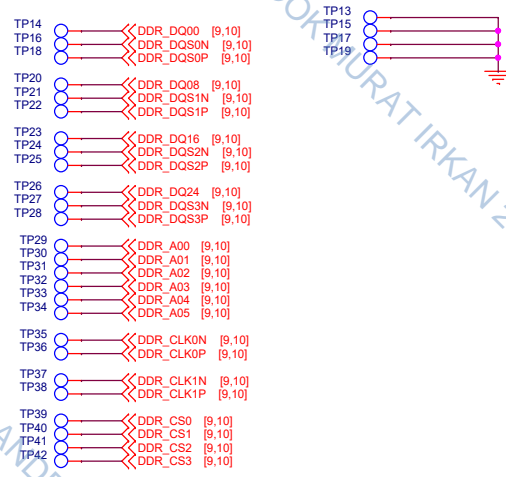 TP13
TP15
TP17
TP19
TP14 DDR_DQ00 [9,10]
TP16 DDR_DQS0N [9,10]
TP18 DDR_DQS0P [9,10]
TP20 DDR_DQ08 [9,10]
TP21 DDR_DQS1N [9,10]
TP22 DDR_DQS1P [9,10]
TP23 DDR_DQ16 [9,10]
TP24 DDR_DQS2N [9,10]
TP25 DDR_DQS2P [9,10]
TP26 DDR_DQ24 [9,10]
TP27 DDR_DQS3N [9,10]
TP28 DDR_DQS3P [9,10]
TP29 DDR_A00 [9,10]
TP30 DDR_A01 [9,10]
TP31 DDR_A02 [9,10]
TP32 DDR_A03 [9,10]
TP33 DDR_A04 [9,10]
TP34 DDR_A05 [9,10]
TP35 DDR_CLK0N [9,10]
TP36 DDR_CLK0P [9,10]
TP37 DDR_CLK1N [9,10]
TP38 DDR_CLK1P [9,10]
TP39 DDR_CS0 [9,10]
TP40 DDR_CS1 [9,10]
TP41 DDR_CS2 [9,10]
TP42 DDR_CS3 [9,10]
MURAT IRKAN